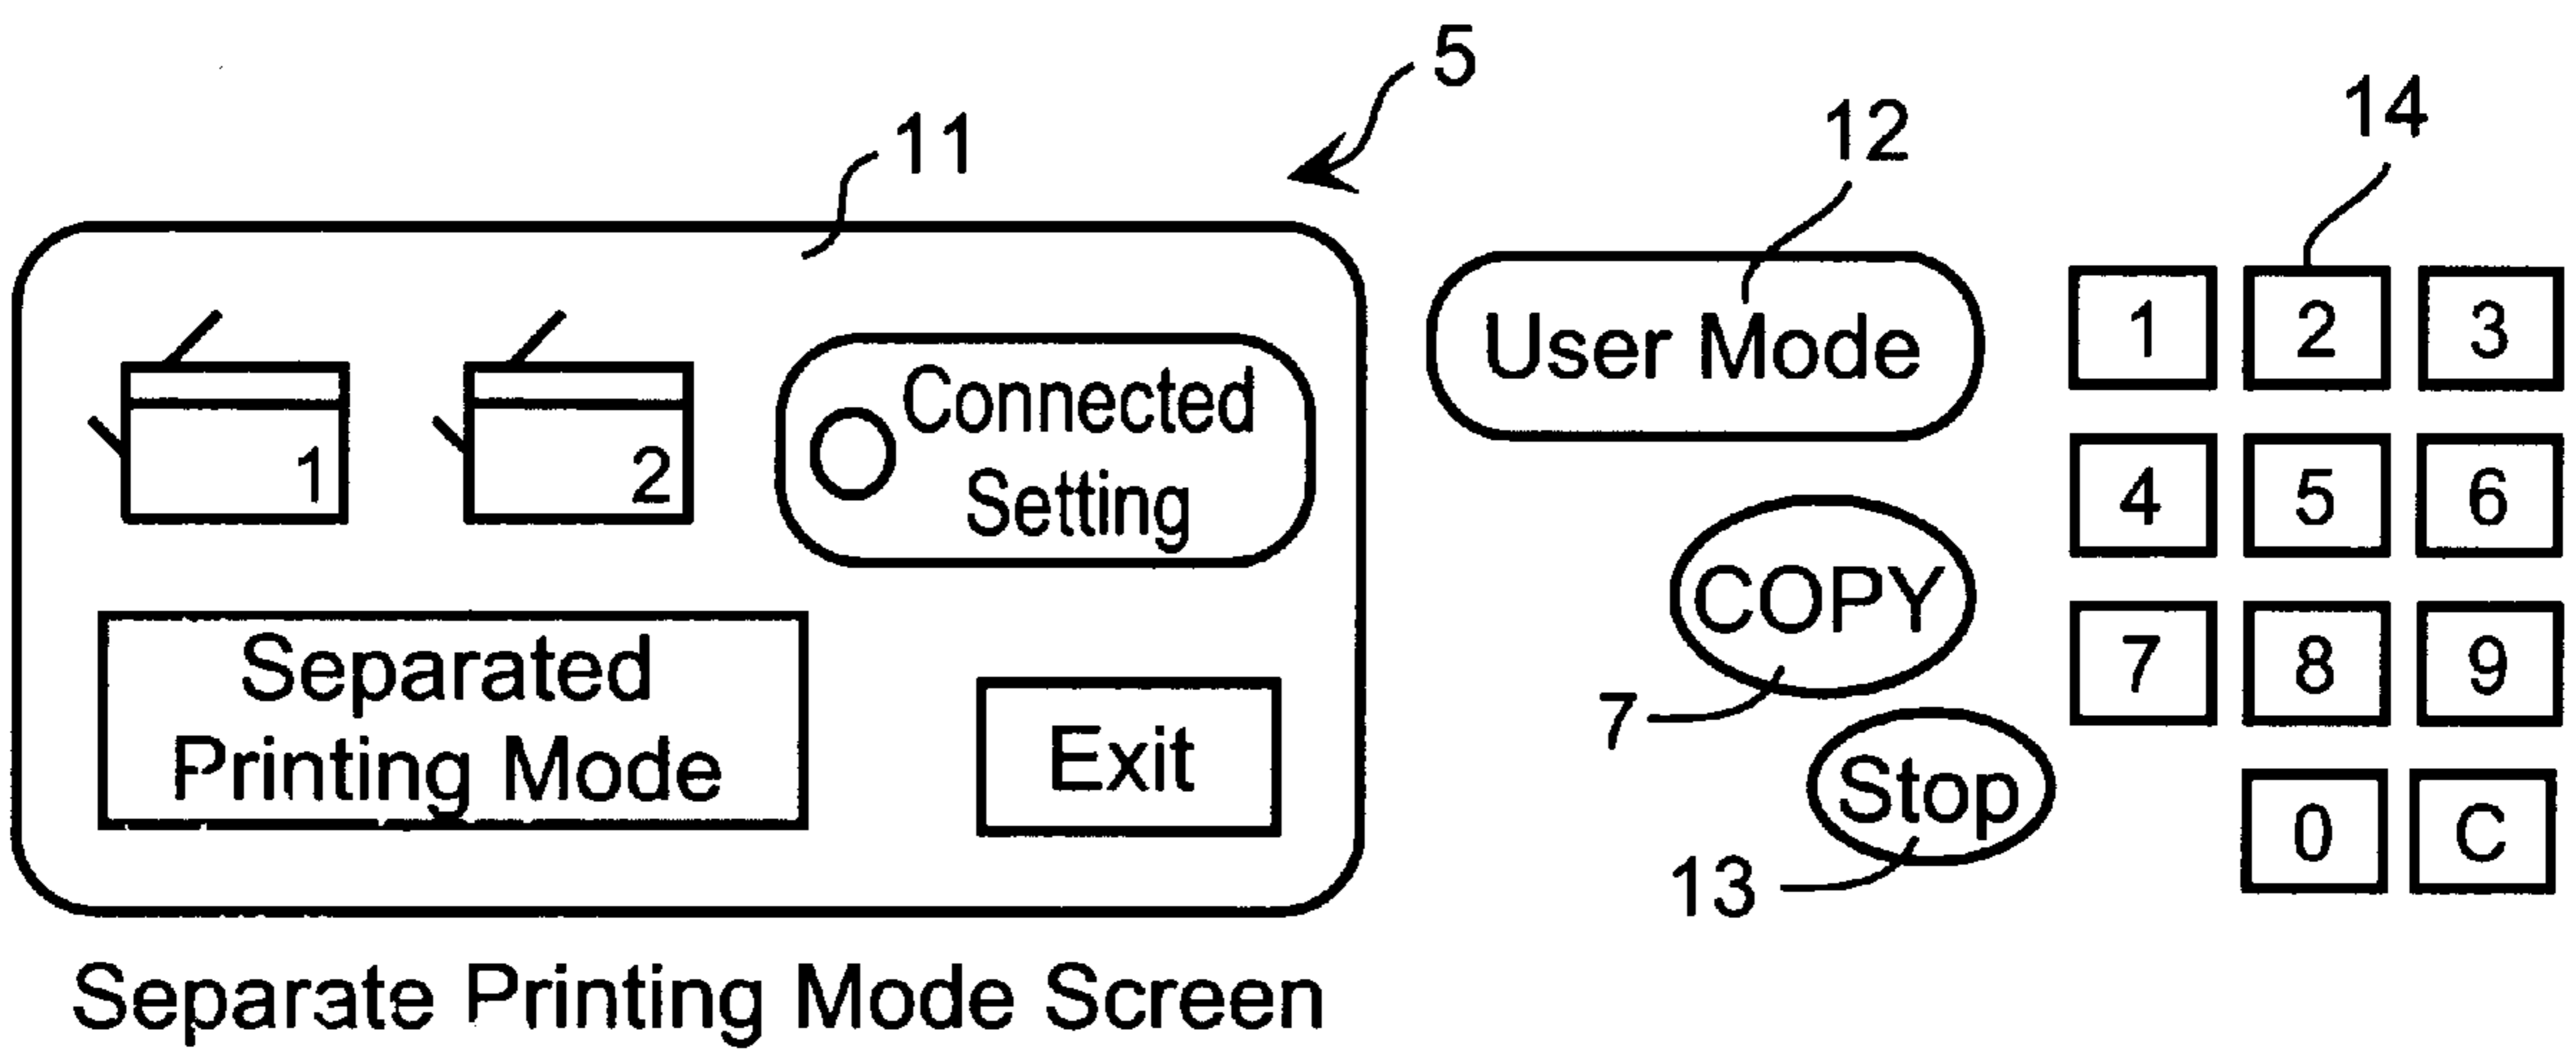 5
11
12
14
1
2
Connected
Setting
User Mode
1 2 3
4 5 6
7 8 9
0 C
COPY
7
Stop
13
Separated
Printing Mode
Exit
Separate Printing Mode Screen